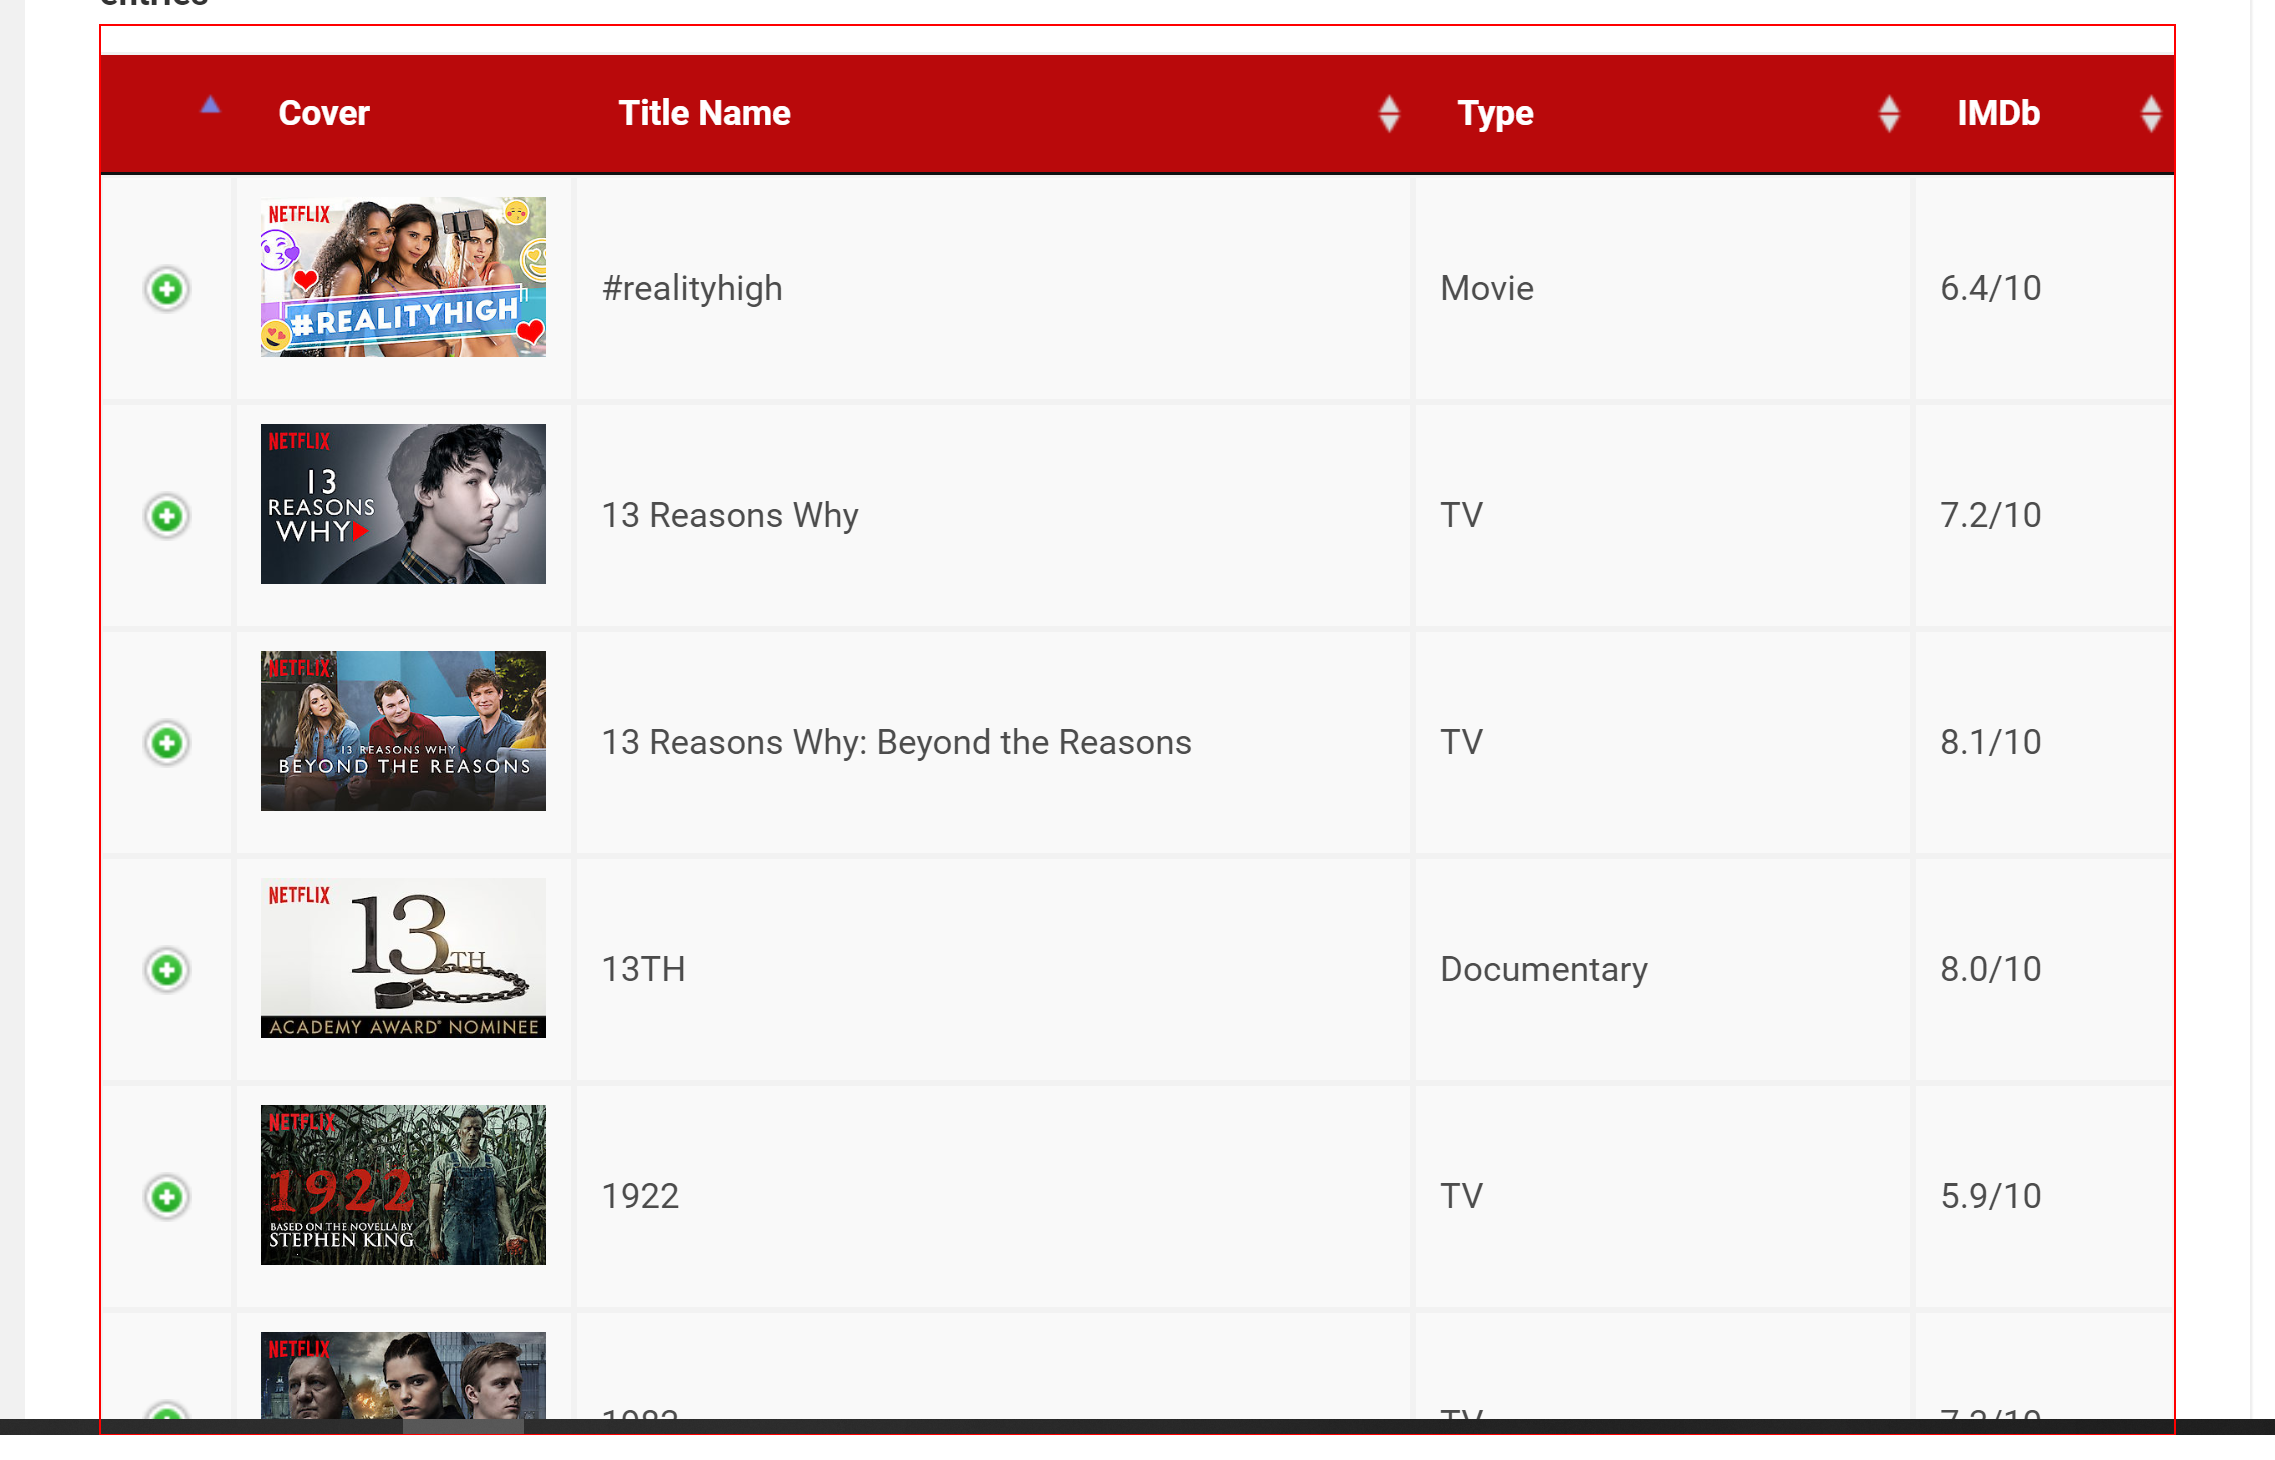 entries
Cover Title Name Type IMDb
NETFLIX
#REALITYHIGH
#realityhigh Movie 6.4/10
NETFLIX
13
REASONS
WHY
13 Reasons Why TV 7.2/10
NETFLIX
13 REASONS WHY
BEYOND THE REASONS
13 Reasons Why: Beyond the Reasons TV 8.1/10
NETFLIX
13TH
ACADEMY AWARD® NOMINEE
13TH Documentary 8.0/10
NETFLIX
1922
BASED ON THE NOVELLA BY
STEPHEN KING
1922 TV 5.9/10
NETFLIX
TV